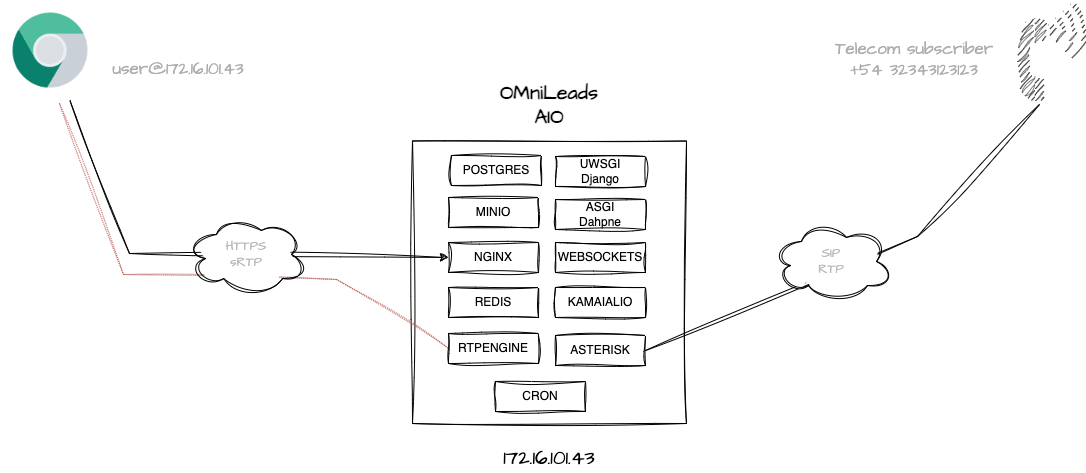 user@172.16.101.43
Telecom subscriber
+54 32343123123
OMniLeads
AIO
POSTGRES
UWSGI
Django
MINIO
ASGI
Dahpne
HTTPS
sRTP
NGINX
WEBSOCKETS
SIP
RTP
REDIS
KAMAIALIO
RTPENGINE
ASTERISK
CRON
172.16.101.43